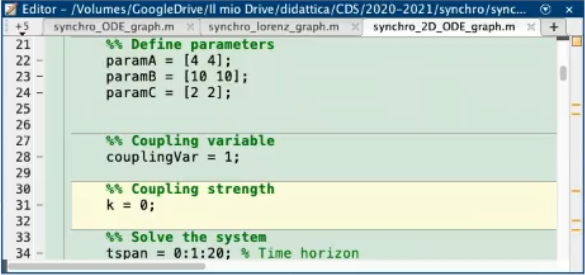 Editor - /Volumes/GoogleDrive/Il mio Drive/didattica/CDS/2020-2021/synchro/sync...
+5 synchro_ODE_graph.m synchro_lorenz_graph.m synchro_2D_ODE_graph.m +
21 %% Define parameters
22 - paramA = [4 4];
23 - paramB = [10 10];
24 - paramC = [2 2];
25
26
27 %% Coupling variable
28 - couplingVar = 1;
29
30 %% Coupling strength
31 - k = 0;
32
33 %% Solve the system
34 - tspan = 0:1:20; % Time horizon